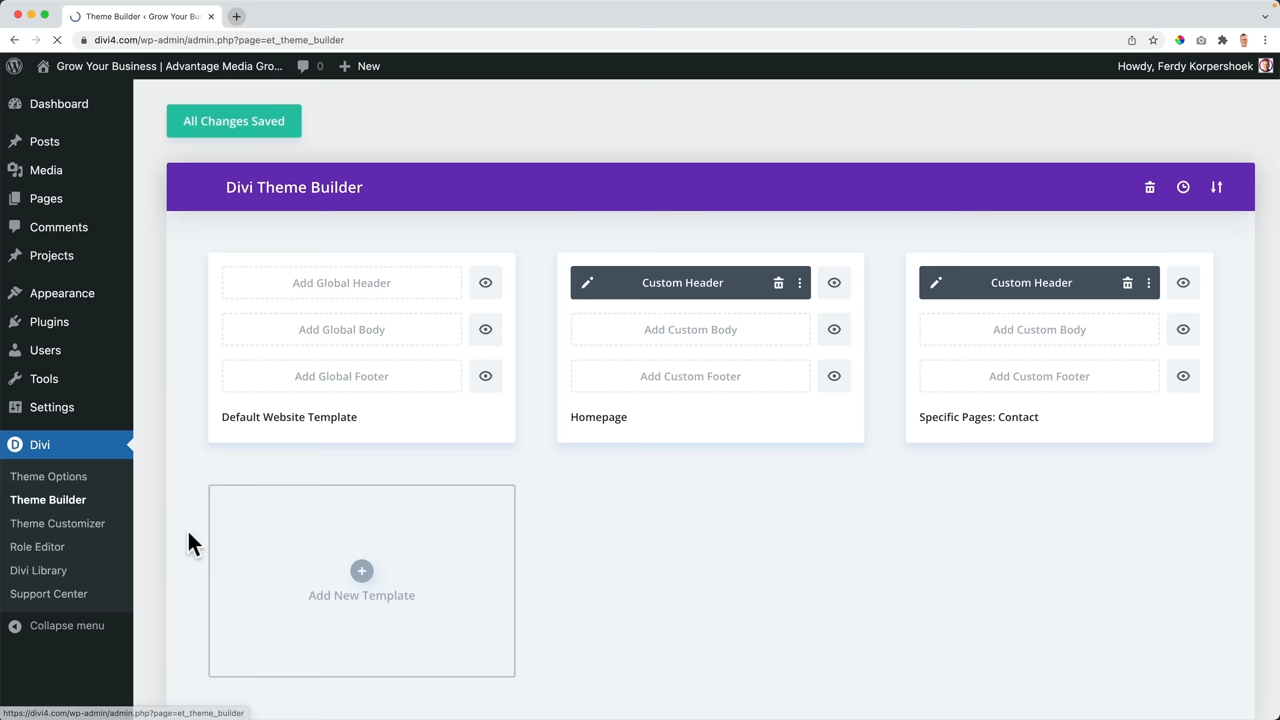 Theme Builder ‹ Grow Your Bu
divi4.com/wp-admin/admin.php?page=et_theme_builder
Grow Your Business | Advantage Media Gro...
0
New
Howdy, Ferdy Korpershoek
Dashboard
Posts
Media
Pages
Comments
Projects
Appearance
Plugins
Users
Tools
Settings
Divi
Theme Options
Theme Builder
Theme Customizer
Role Editor
Divi Library
Support Center
Collapse menu
All Changes Saved
Divi Theme Builder
Add Global Header
Add Global Body
Add Global Footer
Default Website Template
Custom Header
Add Custom Body
Add Custom Footer
Homepage
Custom Header
Add Custom Body
Add Custom Footer
Specific Pages: Contact
Add New Template
https://divi4.com/wp-admin/admin.php?page=et_theme_builder